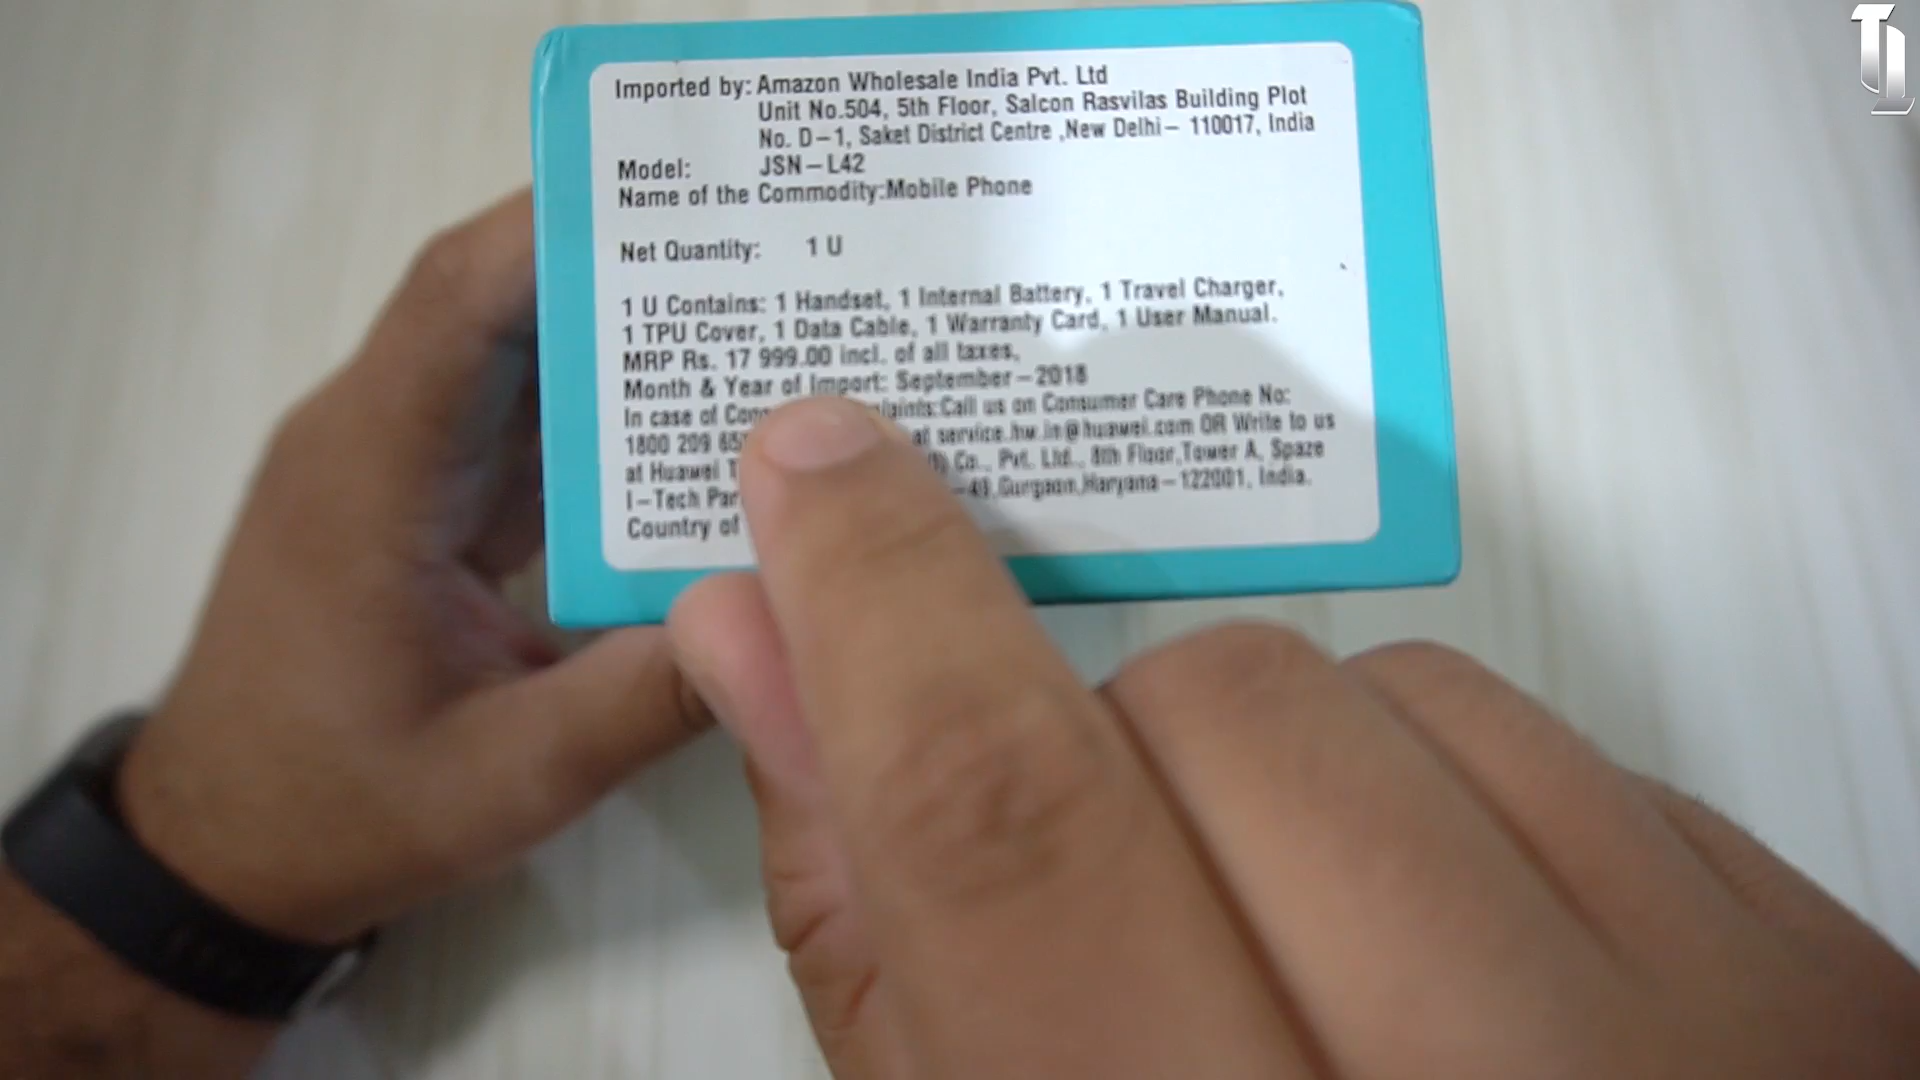 Imported by: Amazon Wholesale India Pvt. Ltd
Unit No.504, 5th Floor, Salcon Rasvilas Building Plot
No. D-1, Saket District Centre ,New Delhi- 110017, India
Model: JSN-L42
Name of the Commodity:Mobile Phone
Net Quantity: 1 U
1 U Contains: 1 Handset, 1 Internal Battery, 1 Travel Charger,
1 TPU Cover, 1 Data Cable, 1 Warranty Card, 1 User Manual.
MRP Rs. 17 999.00 incl. of all taxes,
Month & Year of Import: September-2018
In case of Call us on Consumer Care Phone No:
1800 209 at service.hw.in@huawei.com OR Write to us
at Huawei Co., Pvt. Ltd., 8th Floor,Tower A, Spaze
I-Tech Gurgaon,Haryana-122001, India.
Country of